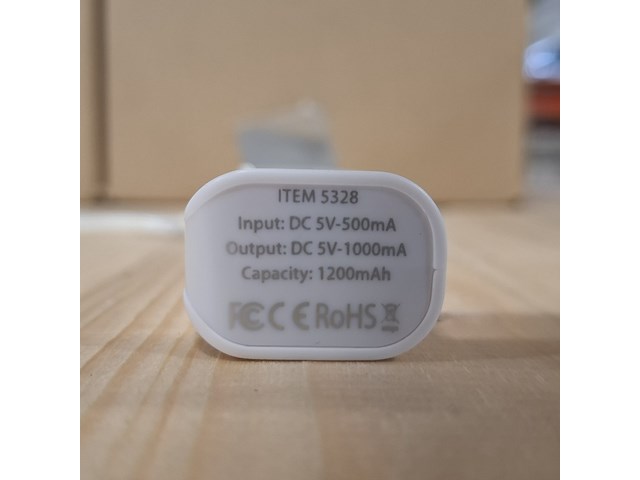 ITEM 5328
Input: DC 5V-500mA
Output: DC 5V-1000mA
Capacity: 1200mAh
FC CE RoHS